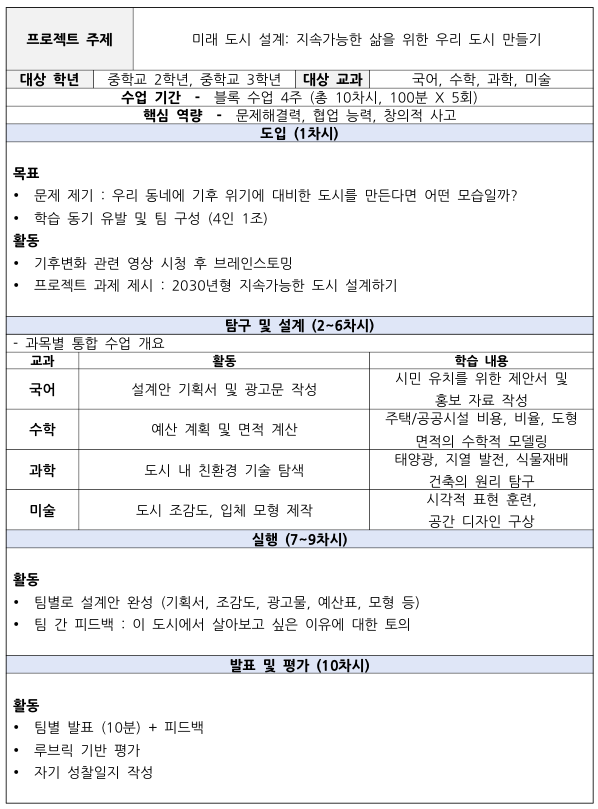 프로젝트 주제
미래 도시 설계: 지속가능한 삶을 위한 우리 도시 만들기
대상 학년
중학교 2학년, 중학교 3학년
대상 교과
국어, 수학, 과학, 미술
수업 기간 - 블록 수업 4주 (총 10차시, 100분 X 5회)
핵심 역량 - 문제해결력, 협업 능력, 창의적 사고
도입 (1차시)
목표
• 문제 제기 : 우리 동네에 기후 위기에 대비한 도시를 만든다면 어떤 모습일까?
• 학습 동기 유발 및 팀 구성 (4인 1조)
활동
• 기후변화 관련 영상 시청 후 브레인스토밍
• 프로젝트 과제 제시 : 2030년형 지속가능한 도시 설계하기
탐구 및 설계 (2~6차시)
- 과목별 통합 수업 개요
교과
활동
학습 내용
국어
설계안 기획서 및 광고문 작성
시민 유치를 위한 제안서 및
홍보 자료 작성
수학
예산 계획 및 면적 계산
주택/공공시설 비용, 비율, 도형
면적의 수학적 모델링
과학
도시 내 친환경 기술 탐색
태양광, 지열 발전, 식물재배
건축의 원리 탐구
미술
도시 조감도, 입체 모형 제작
시각적 표현 훈련,
공간 디자인 구상
실행 (7~9차시)
활동
• 팀별로 설계안 완성 (기획서, 조감도, 광고물, 예산표, 모형 등)
• 팀 간 피드백 : 이 도시에서 살아보고 싶은 이유에 대한 토의
발표 및 평가 (10차시)
활동
• 팀별 발표 (10분) + 피드백
• 루브릭 기반 평가
• 자기 성찰일지 작성